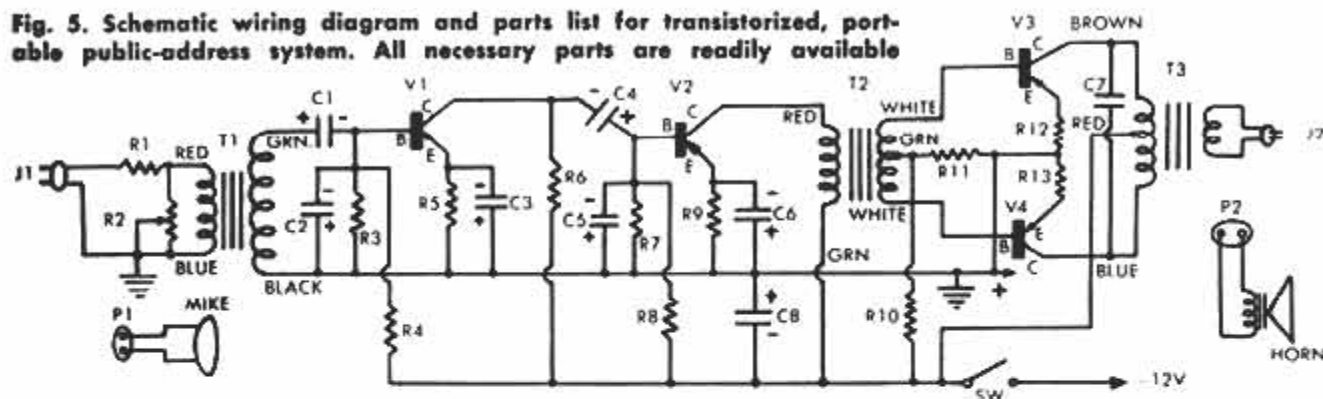 Fig. 5. Schematic wiring diagram and parts list for transistorized, port-
able public-address system. All necessary parts are readily available
V3
BROWN
C
B
E
C7
T3
RED
R12
R13
J2
V4
B
E
C
BLUE
P2
HORN
J1
R1
RED
T1
GRN.
C1
+ -
V1
C
B
E
R2
BLUE
C2
- +
R3
R5
C3
- +
BLACK
P1
MIKE
R4
R6
C4
- +
V2
C
B
E
RED
T2
WHITE
GRN
R11
WHITE
C5
- +
R7
R9
C6
- +
GRN
R8
C8
+ -
R10
+
SW
-12V